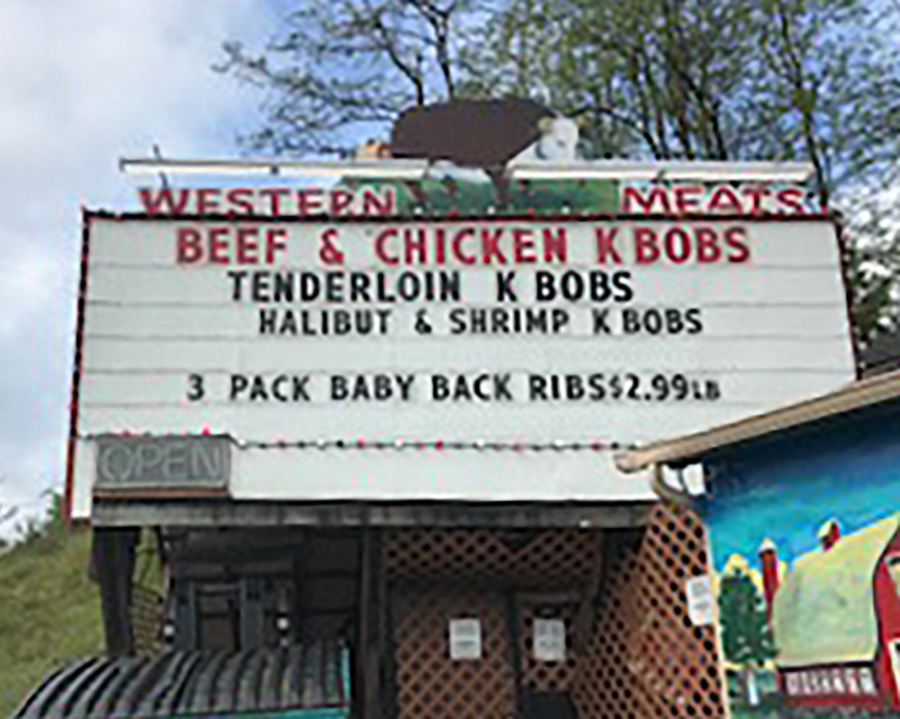 WESTERN MEATS
BEEF & CHICKEN K BOBS
TENDERLOIN K BOBS
HALIBUT & SHRIMP K BOBS
3 PACK BABY BACK RIBS $2.99LB
OPEN